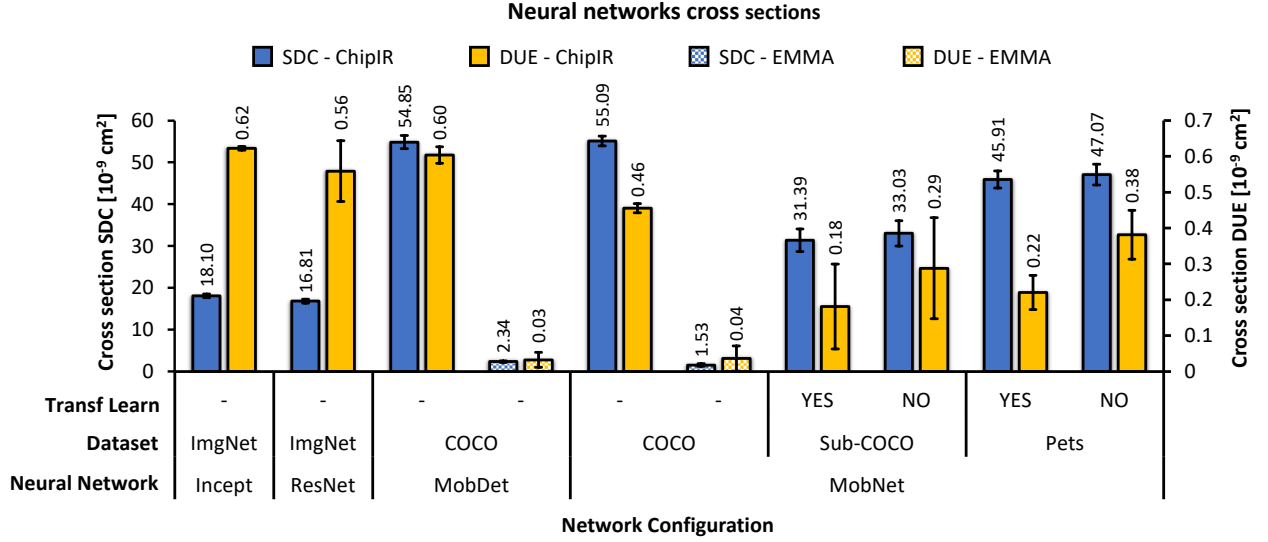 Neural networks cross sections
SDC - ChipIR DUE - ChipIR SDC - EMMA DUE - EMMA
Cross section SDC [10⁻⁹ cm²]
60
50
40
30
20
10
0
18.10 0.62 16.81 0.56 54.85 0.60 2.34 0.03 55.09 0.46 1.53 0.04 31.39 0.18 33.03 0.29 45.91 0.22 47.07 0.38
0.7
0.6
0.5
0.4
0.3
0.2
0.1
0
Cross section DUE [10⁻⁹ cm²]
Transf Learn - - - - - - YES NO YES NO
Dataset ImgNet ImgNet COCO COCO Sub-COCO Pets
Neural Network Incept ResNet MobDet MobNet
Network Configuration